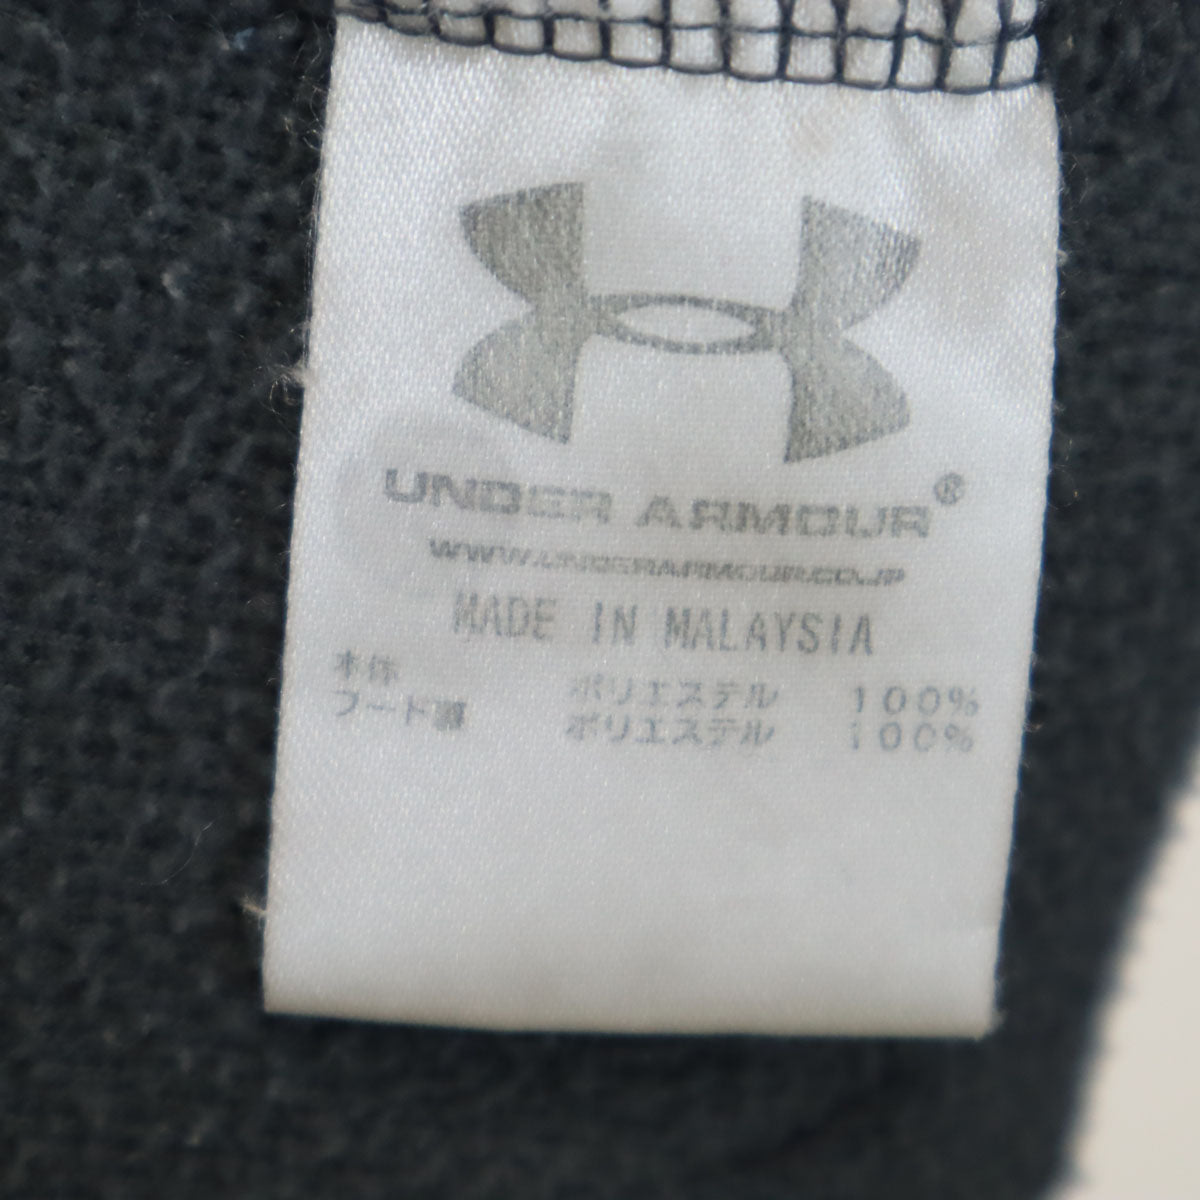 UNDER ARMOUR®
WWW.UNDERARMOUR.CO.JP
MADE IN MALAYSIA
本体 ポリエステル 100%
フード裏 ポリエステル 100%